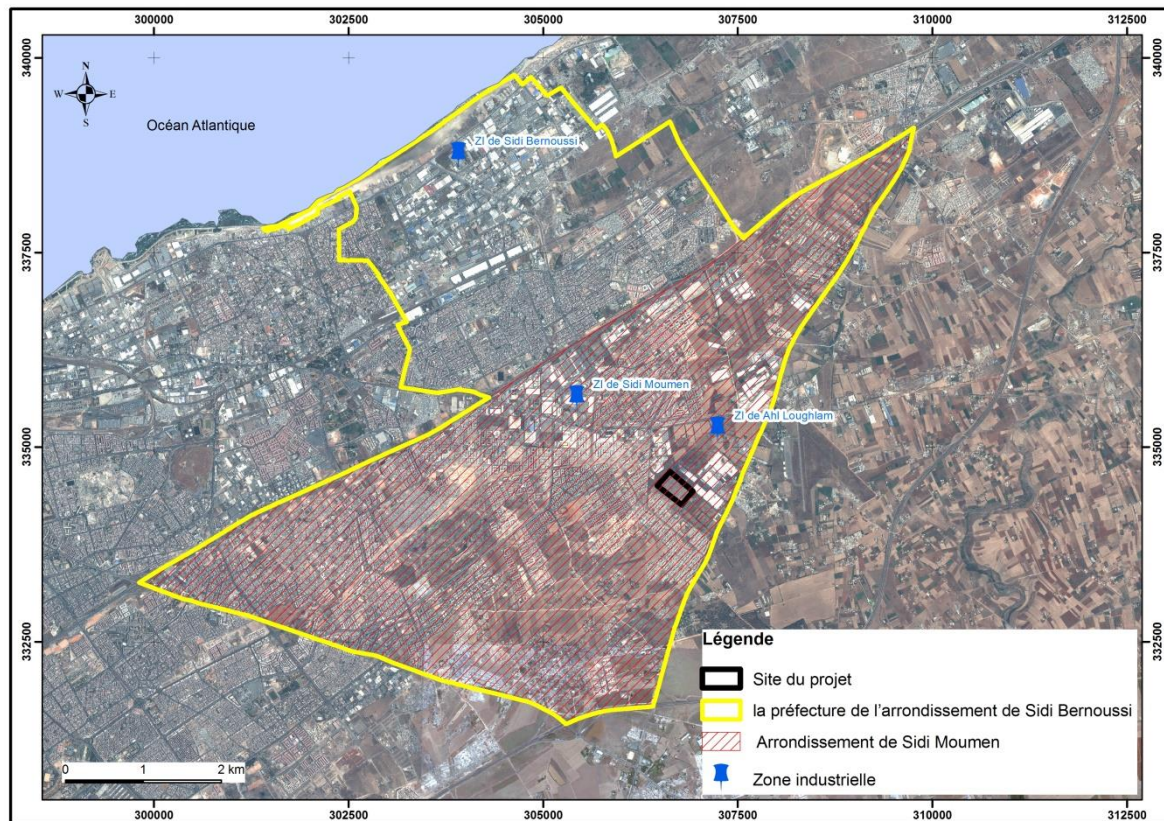 300000 302500 305000 307500 310000 312500
340000 340000
N
W E
S
Océan Atlantique
ZI de Sidi Bernoussi
337500 337500
ZI de Sidi Moumen
ZI de Ahl Loughlam
335000 335000
332500 332500
Légende
Site du projet
la préfecture de l'arrondissement de Sidi Bernoussi
Arrondissement de Sidi Moumen
Zone industrielle
0 1 2 km
300000 302500 305000 307500 310000 312500